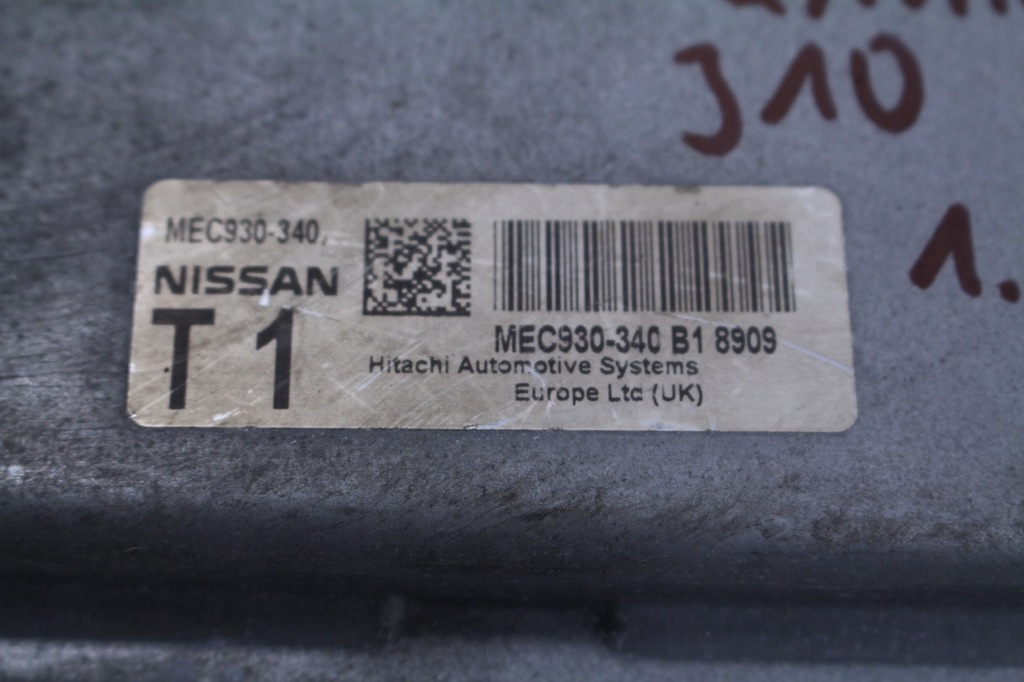 J10
1.
MEC930-340
NISSAN
T1
MEC930-340 B1 8909
Hitachi Automotive Systems
Europe Ltd (UK)